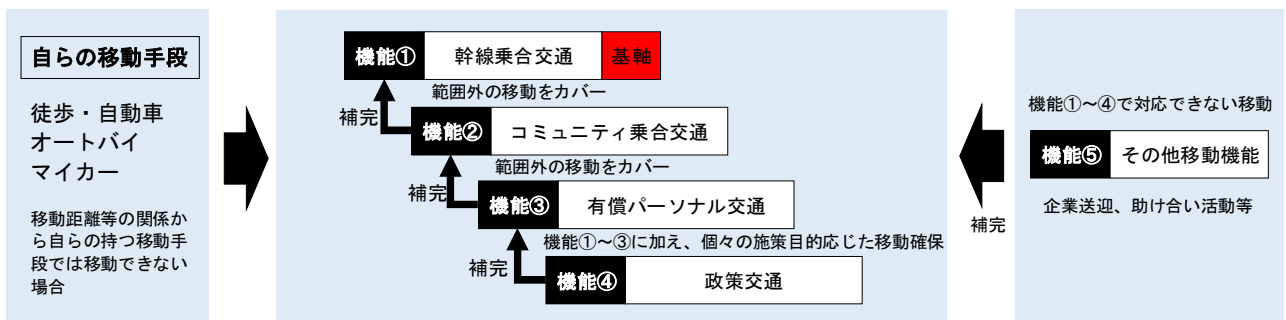 自らの移動手段
徒歩・自動車
オートバイ
マイカー
移動距離等の関係か
ら自らの持つ移動手
段では移動できない
場合
機能① 幹線乗合交通 基軸
範囲外の移動をカバー
補完
機能② コミュニティ乗合交通
範囲外の移動をカバー
補完
機能③ 有償パーソナル交通
機能①～③に加え、個々の施策目的応じた移動確保
補完
機能④ 政策交通
機能①～④で対応できない移動
機能⑤ その他移動機能
企業送迎、助け合い活動等
補完